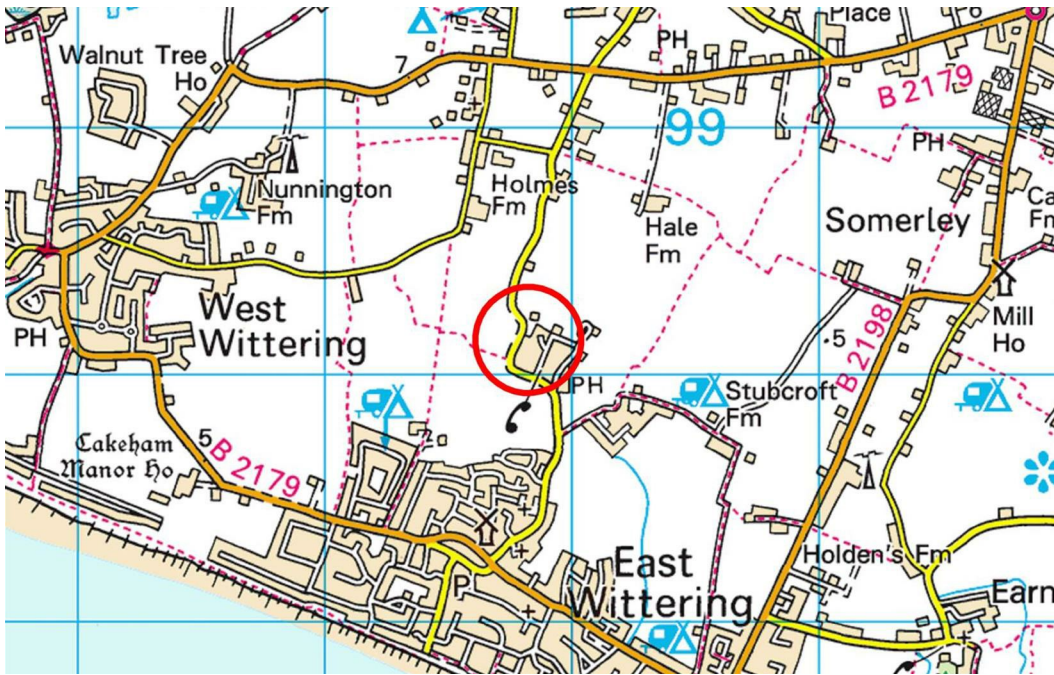 Place
P6
PH
Walnut Tree
Ho
7
B 2179
99
PH
Holmes
Fm
Nunnington
Fm
Hale
Fm
Somerley
Ca
Fm
West
Wittering
PH
Mill
Ho
B 2198
5
PH
Stubcroft
Fm
Cakeham
Manor Ho
5
B 2179
2
Holden's Fm
East
Wittering
P
Earn